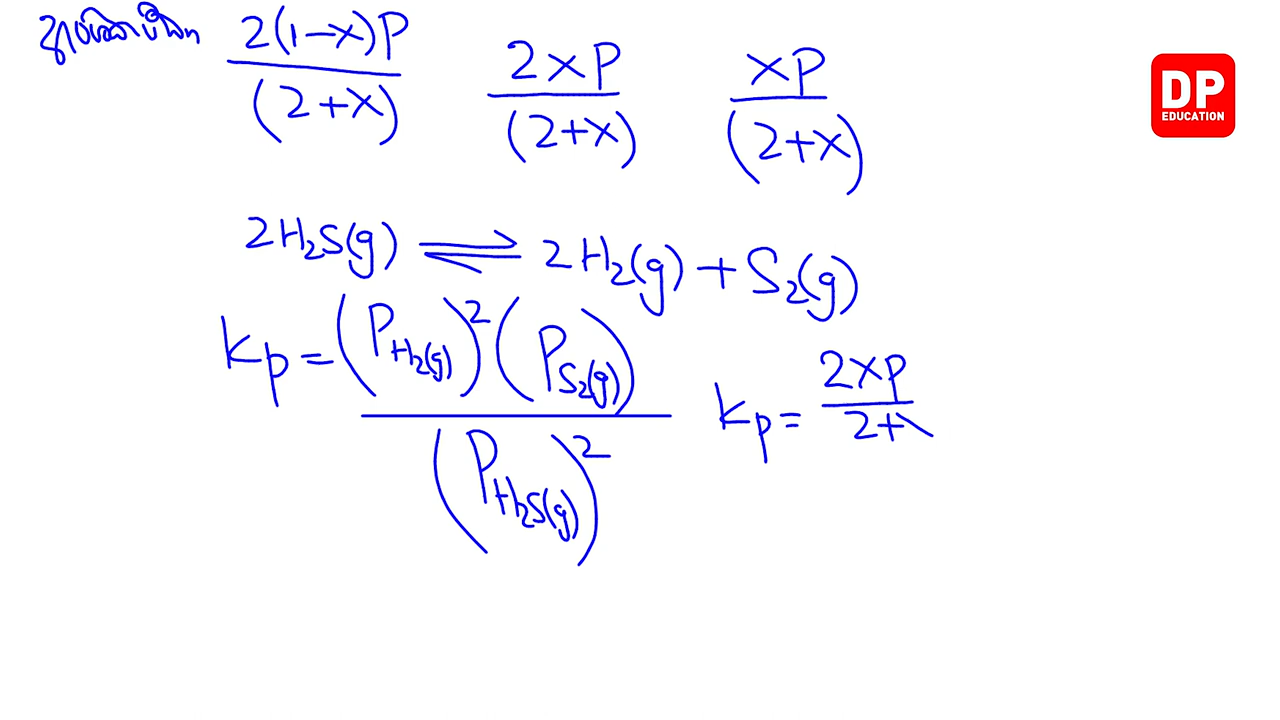 2(1-x)P/(2+x) 2xP/(2+x) xP/(2+x)
DP
EDUCATION
2H₂S(g) ⇌ 2H₂(g) + S₂(g)
kp = (P_H₂(g))² (P_S₂(g)) / (P_H₂S(g))²
kp = 2xP/2+x